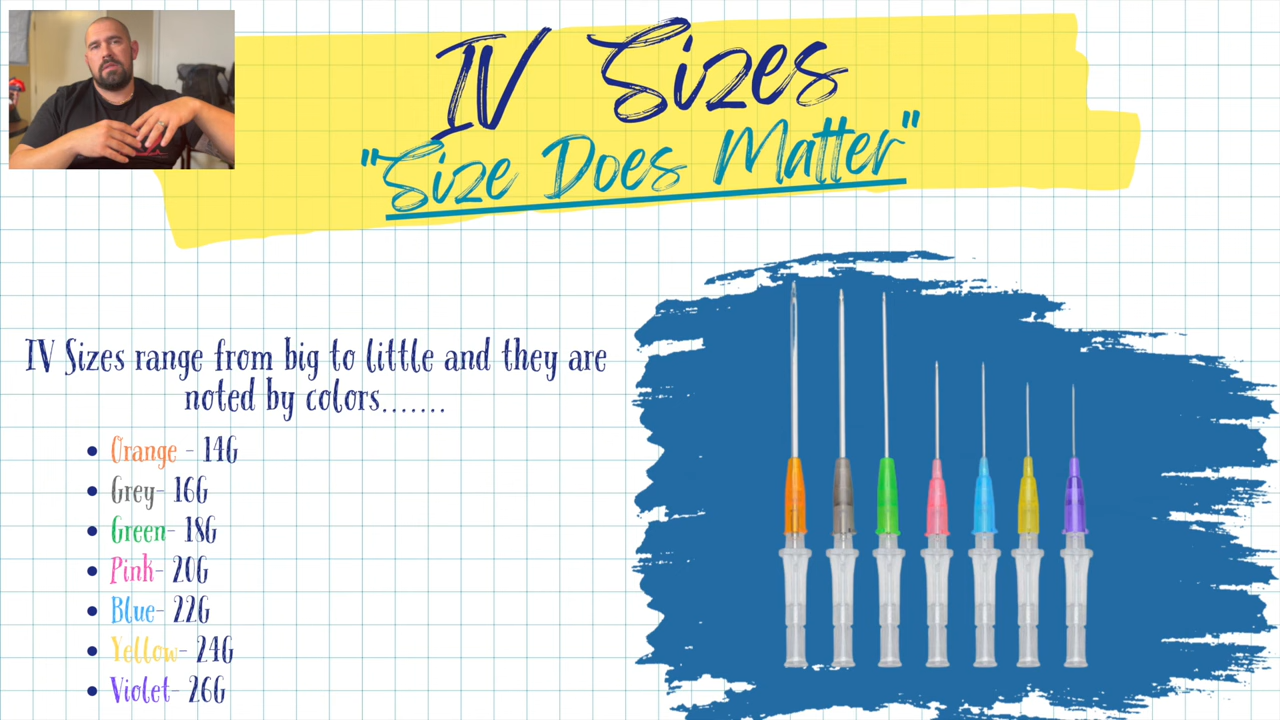 IV Sizes
"Size Does Matter"
IV Sizes range from big to little and they are
noted by colors.......
• Orange - 14G
• Grey- 16G
• Green- 18G
• Pink- 20G
• Blue- 22G
• Yellow- 24G
• Violet- 26G